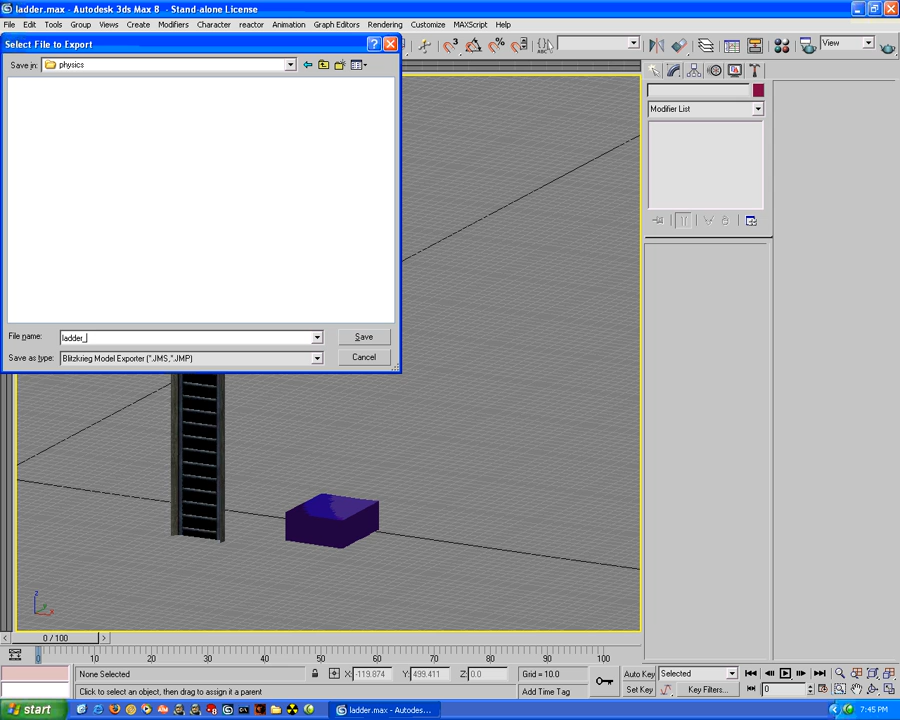 ladder.max - Autodesk 3ds Max 8 - Stand-alone License
File Edit Tools Group Views Create Modifiers Character reactor Animation Graph Editors Rendering Customize MAXScript Help
Select File to Export
View
Save in: physics
Modifier List
File name: ladder_ Save
Save as type: Blitzkrieg Model Exporter (*.JMS,*.JMP) Cancel
z
y
x
0 / 100
0 10 20 30 40 50 60 70 80 90 100
None Selected X: -119.874 Y: 499.411 Z: 0.0 Grid = 10.0 Auto Key Selected
Click to select an object, then drag to assign it a parent Add Time Tag Set Key Key Filters... 0
start ladder.max - Autodes... 7:45 PM